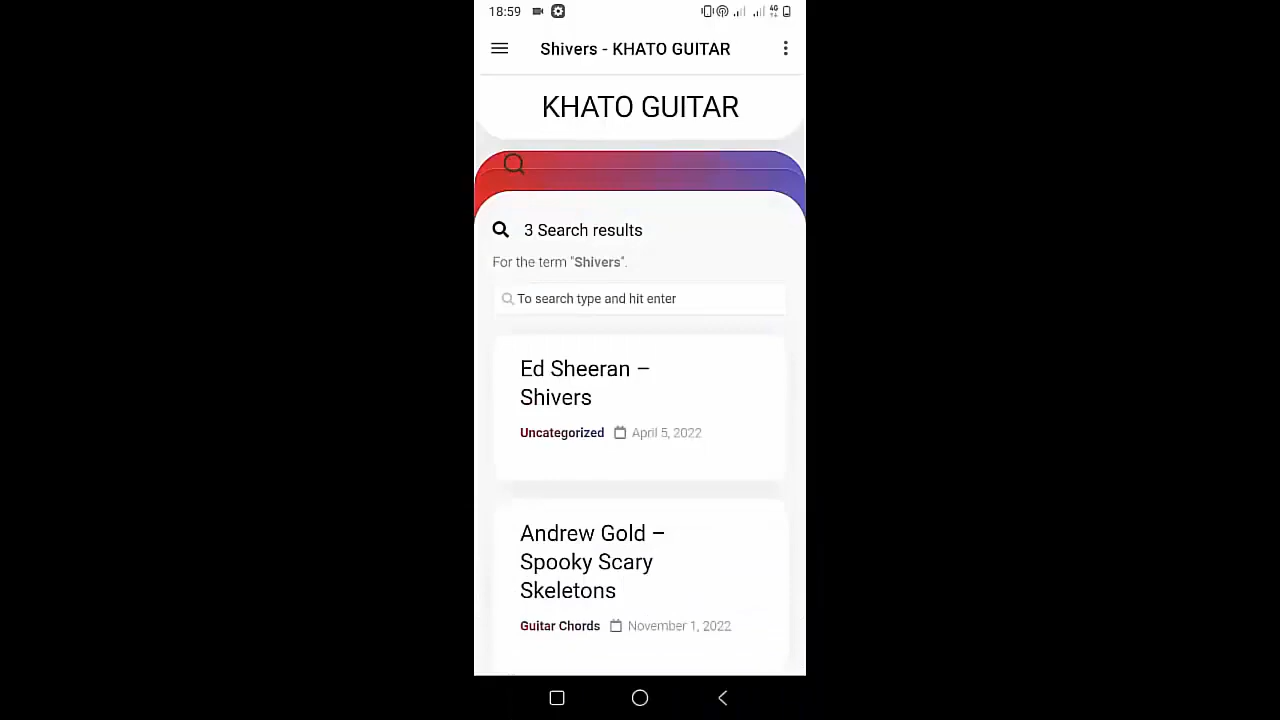 18:59
4G
Shivers - KHATO GUITAR
KHATO GUITAR
3 Search results
For the term "Shivers".
To search type and hit enter
Ed Sheeran –
Shivers
Uncategorized April 5, 2022
Andrew Gold –
Spooky Scary
Skeletons
Guitar Chords November 1, 2022